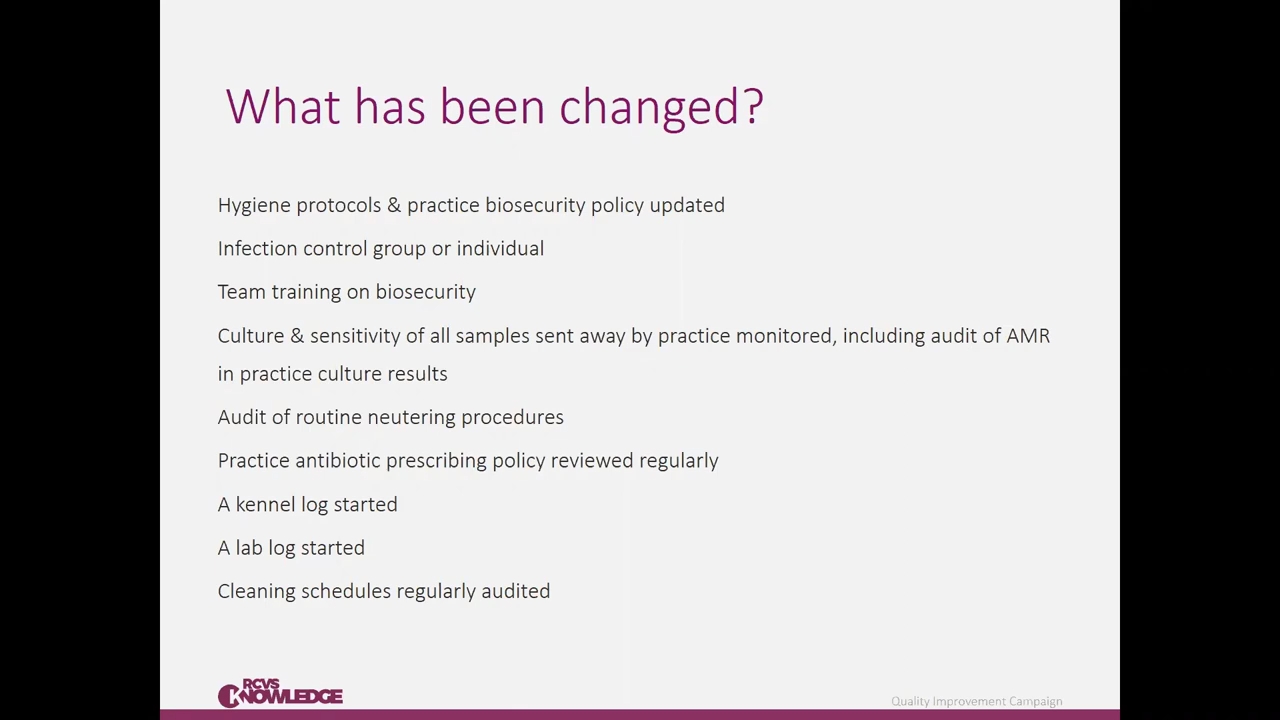 What has been changed?
Hygiene protocols & practice biosecurity policy updated
Infection control group or individual
Team training on biosecurity
Culture & sensitivity of all samples sent away by practice monitored, including audit of AMR
in practice culture results
Audit of routine neutering procedures
Practice antibiotic prescribing policy reviewed regularly
A kennel log started
A lab log started
Cleaning schedules regularly audited
RCVS
KNOWLEDGE
Quality Improvement Campaign